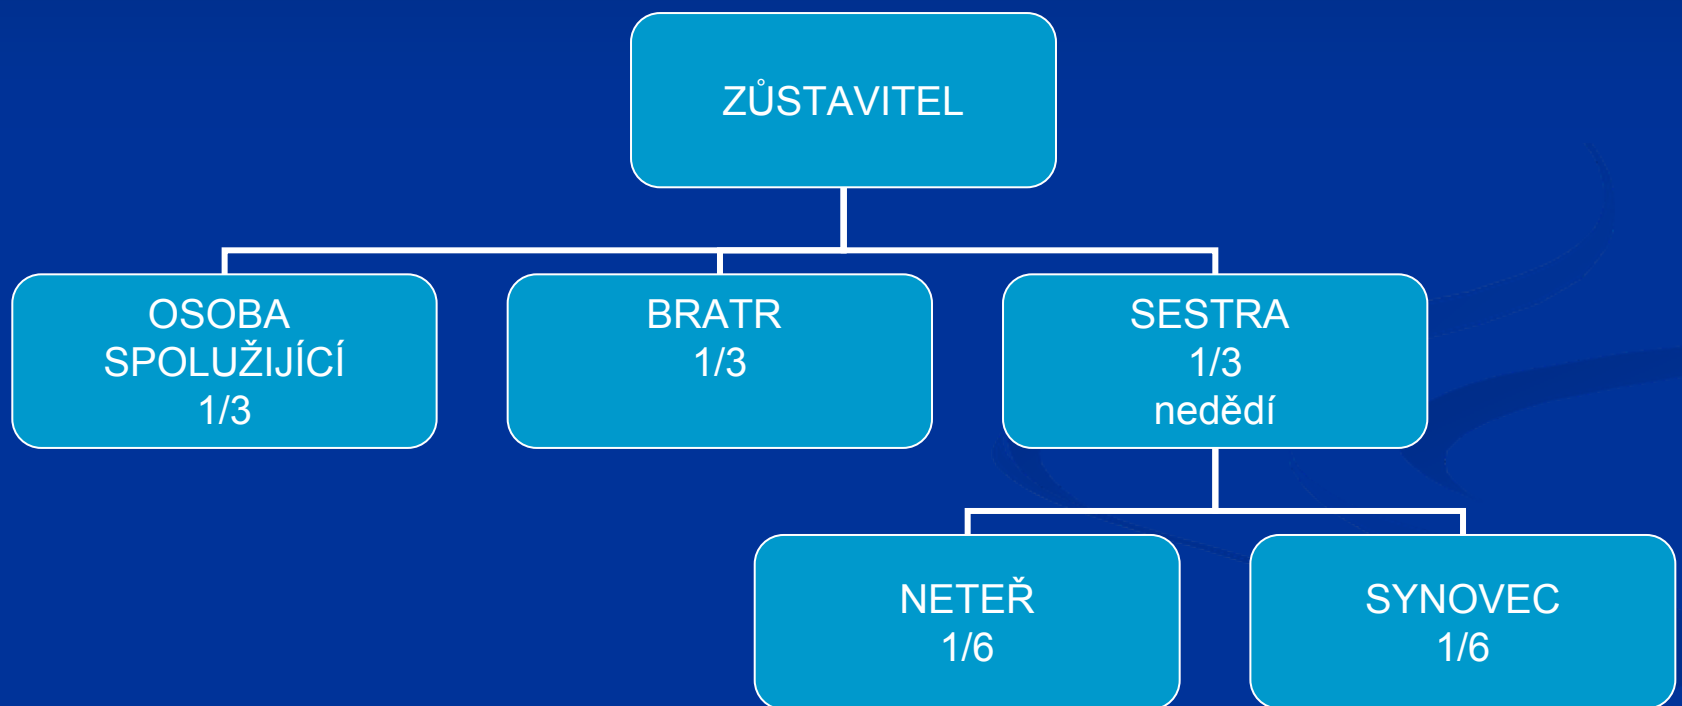 ZŮSTAVITEL
OSOBA
SPOLUŽIJÍCÍ
1/3
BRATR
1/3
SESTRA
1/3
nedědí
NETEŘ
1/6
SYNOVEC
1/6